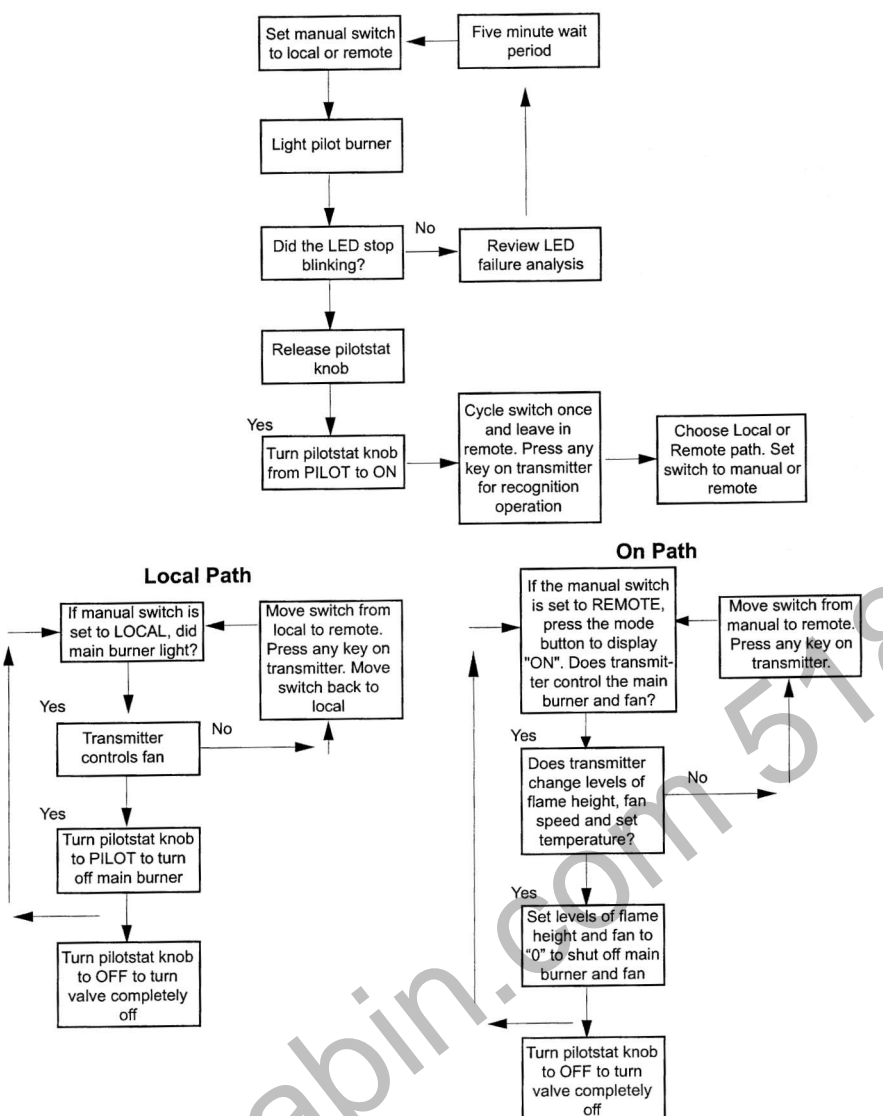 Set manual switch
to local or remote
Five minute wait
period
Light pilot burner
Did the LED stop
blinking?
No
Review LED
failure analysis
Release pilotstat
knob
Yes
Turn pilotstat knob
from PILOT to ON
Cycle switch once
and leave in
remote. Press any
key on transmitter
for recognition
operation
Choose Local or
Remote path. Set
switch to manual or
remote
Local Path
If manual switch is
set to LOCAL, did
main burner light?
Move switch from
local to remote.
Press any key on
transmitter. Move
switch back to
local
Yes
Transmitter
controls fan
No
Yes
Turn pilotstat knob
to PILOT to turn
off main burner
Turn pilotstat knob
to OFF to turn
valve completely
off
On Path
If the manual switch
is set to REMOTE,
press the mode
button to display
"ON". Does transmit-
ter control the main
burner and fan?
Move switch from
manual to remote.
Press any key on
transmitter.
Yes
Does transmitter
change levels of
flame height, fan
speed and set
temperature?
No
Yes
Set levels of flame
height and fan to
"0" to shut off main
burner and fan
Turn pilotstat knob
to OFF to turn
valve completely
off
abin.com 518